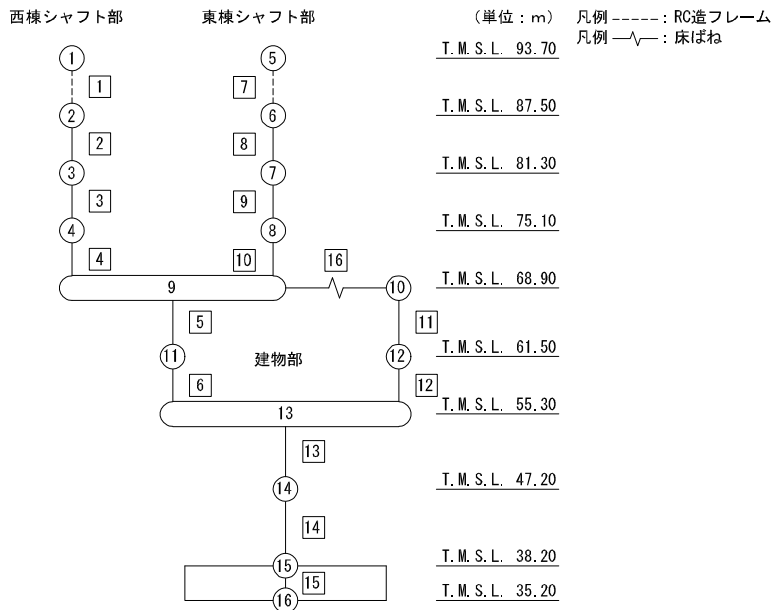 西棟シャフト部 東棟シャフト部 (単位：m) 凡例 -----：RC造フレーム
凡例 ：床ばね
1 5 T.M.S.L. 93.70
1 7
2 6 T.M.S.L. 87.50
2 8
3 7 T.M.S.L. 81.30
3 9
4 8 T.M.S.L. 75.10
4 10 16
9 10 T.M.S.L. 68.90
5 11
11 建物部 12 T.M.S.L. 61.50
6 12
13 T.M.S.L. 55.30
13
14 T.M.S.L. 47.20
14
15 T.M.S.L. 38.20
15
16 T.M.S.L. 35.20